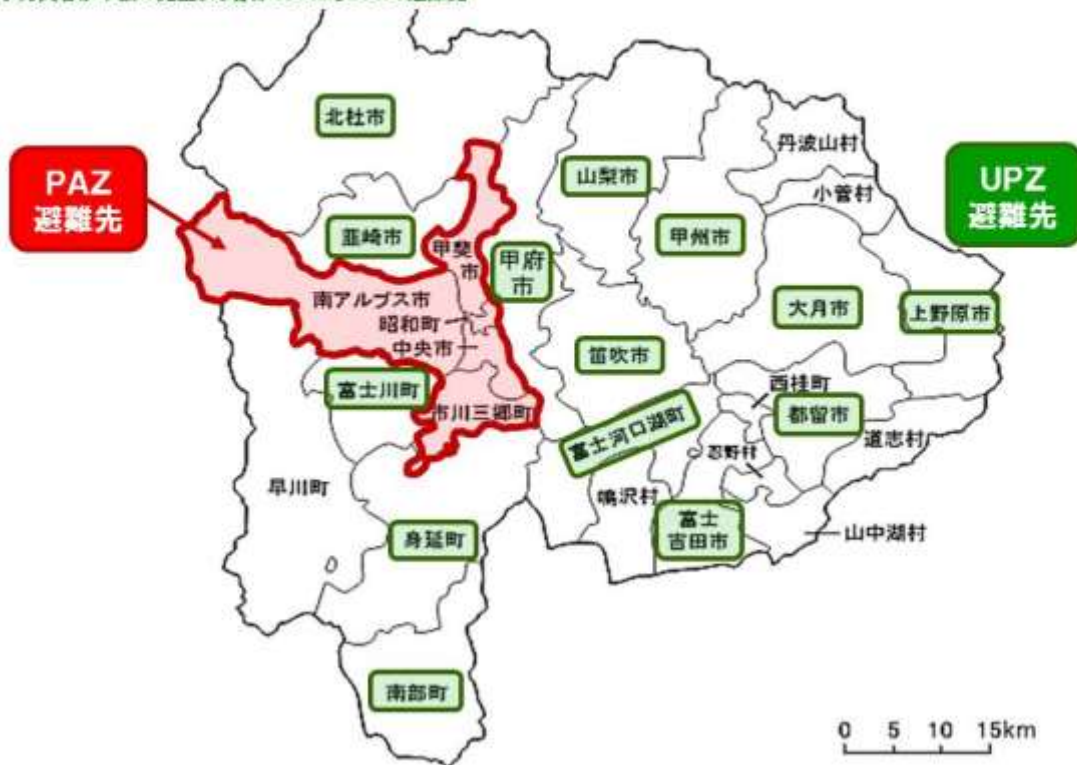 北杜市
丹波山村
PAZ
避難先
山梨市
UPZ
避難先
小菅村
韮崎市
甲斐
市
甲府
市
甲州市
南アルプス市
昭和町
中央市
大月市
上野原市
笛吹市
富士川町
市川三郷町
西桂町
都留市
富士河口湖町
道志村
忍野村
早川町
鳴沢村
富士
吉田市
山中湖村
身延町
南部町
0 5 10 15km